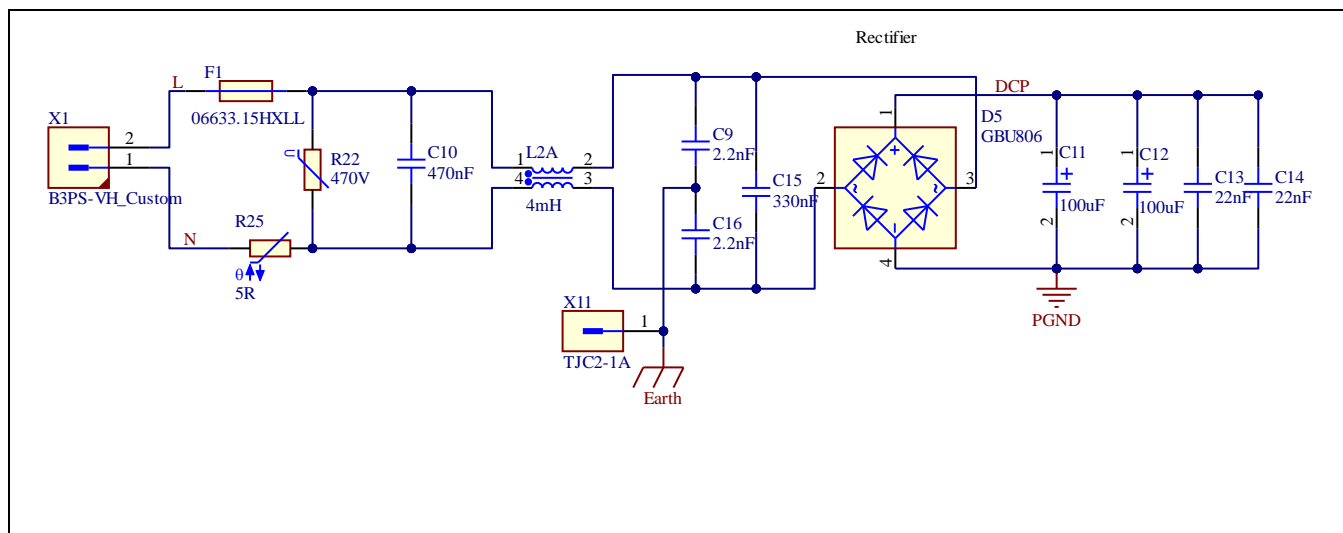 Rectifier
X1
2
1
B3PS-VH_Custom
L
F1
06633.15HXLL
R22
470V
U
N
R25
θ
5R
C10
470nF
L2A
1
2
4
3
4mH
C9
2.2nF
C16
2.2nF
C15
330nF
X11
1
TJC2-1A
Earth
1
2
3
4
+
~
~
-
D5
GBU806
DCP
1
2
+
C11
100uF
1
2
+
C12
100uF
C13
22nF
C14
22nF
PGND